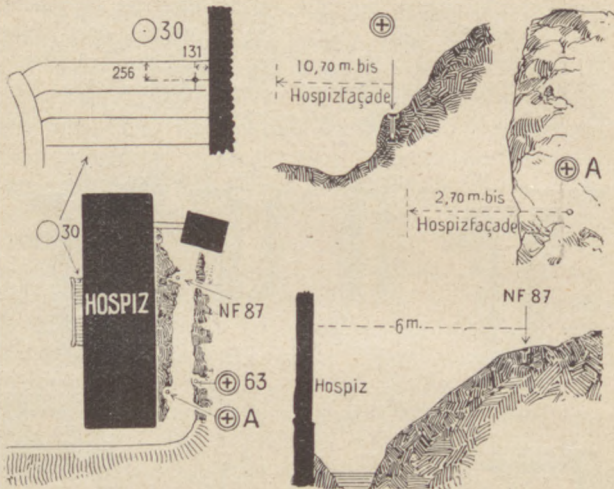 30
131
256
10,70 m. bis
Hospizfaçade
A
2,70 m. bis
Hospizfaçade
30
HOSPIZ
NF 87
63
A
NF 87
6 m.
Hospiz